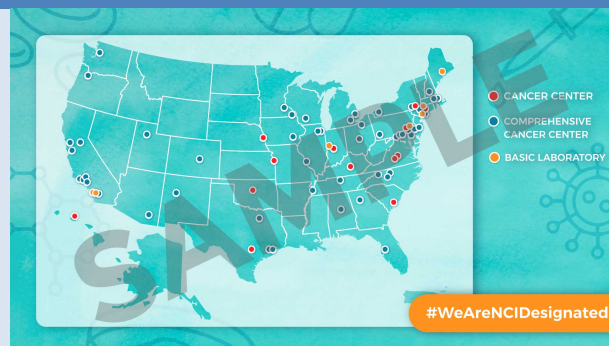 SAMPLE
CANCER CENTER
COMPREHENSIVE
CANCER CENTER
BASIC LABORATORY
#WeAreNCIDesignated